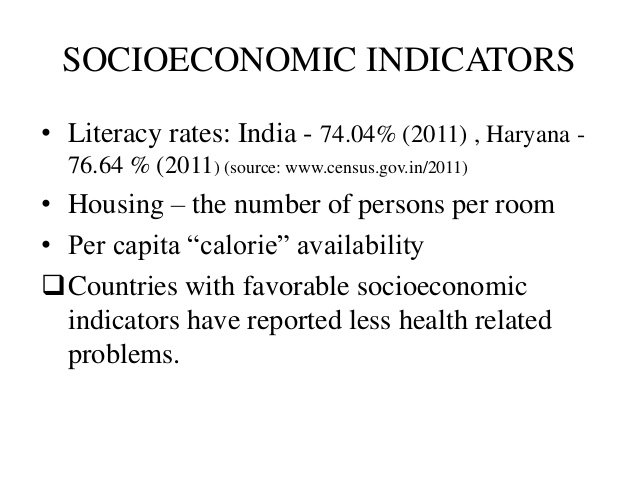 SOCIOECONOMIC INDICATORS
• Literacy rates: India - 74.04% (2011) , Haryana -
76.64 % (2011) (source: www.census.gov.in/2011)
• Housing – the number of persons per room
• Per capita “calorie” availability
❑Countries with favorable socioeconomic
indicators have reported less health related
problems.